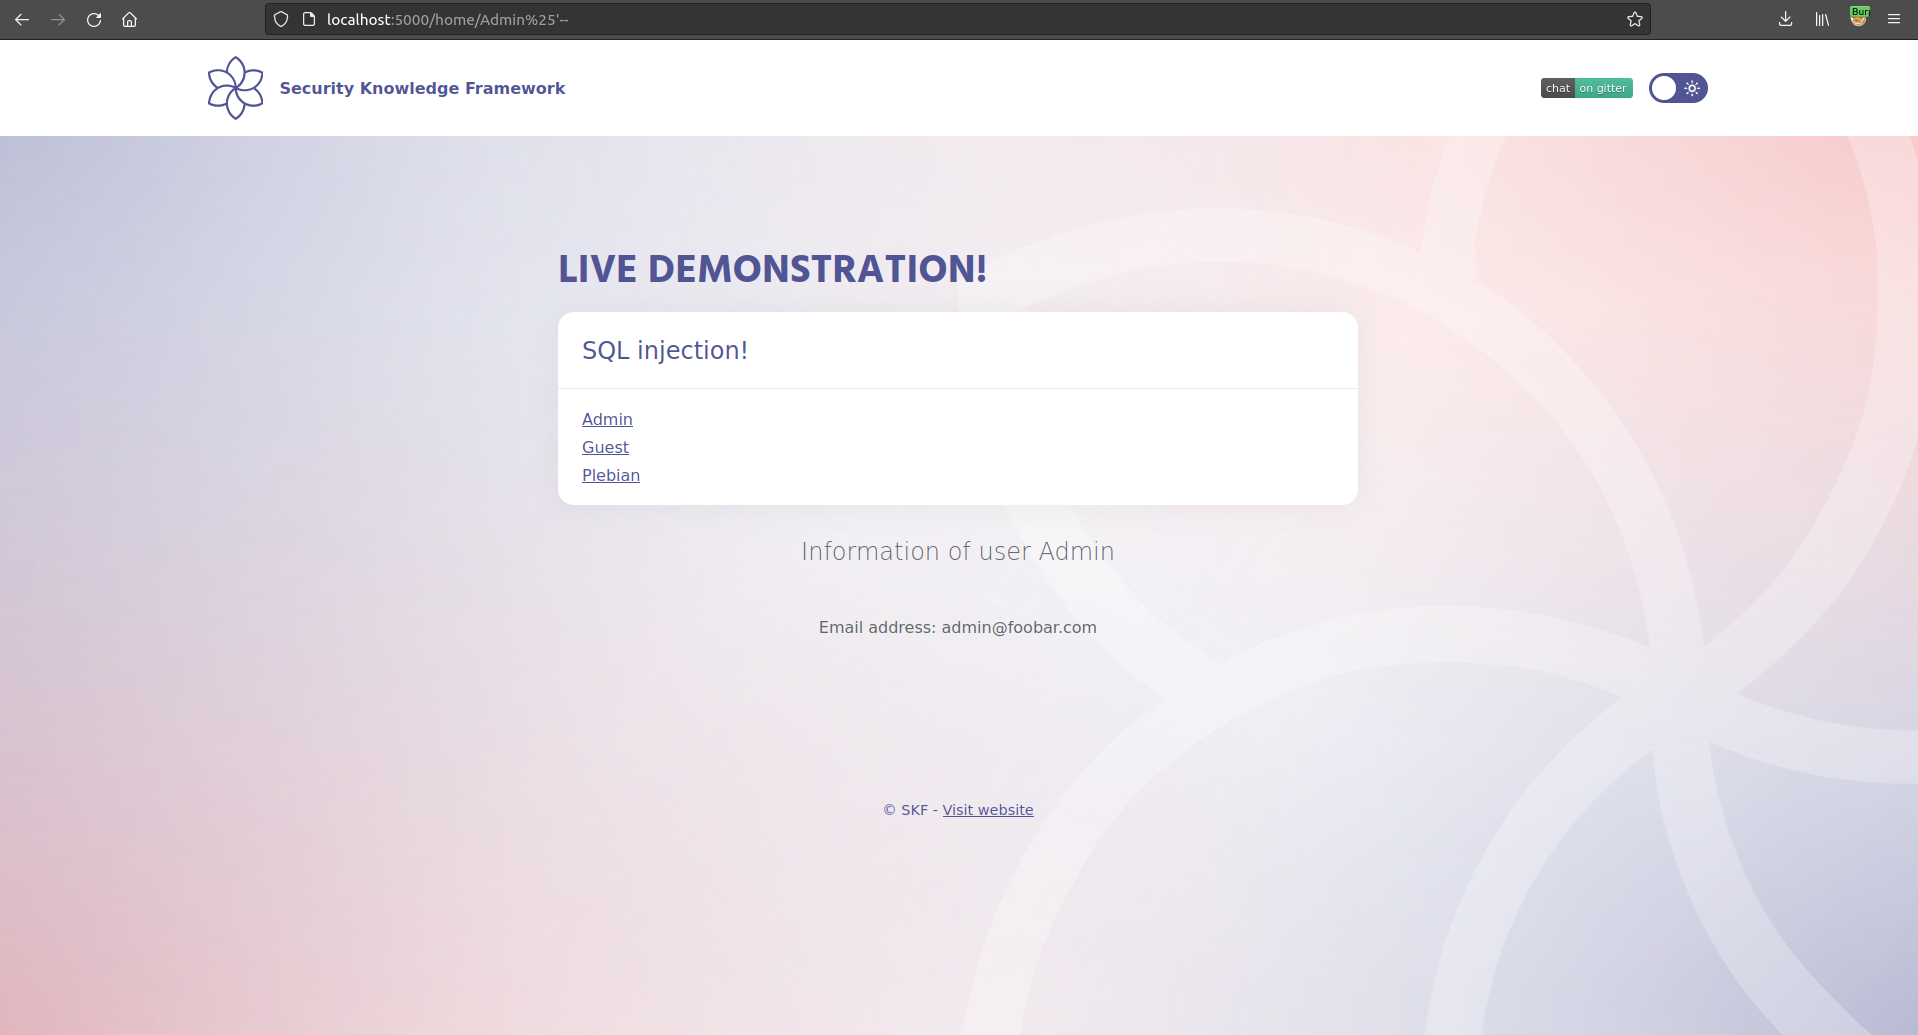 localhost:5000/home/Admin%25'--
Burp
Security Knowledge Framework
chat on gitter
LIVE DEMONSTRATION!
SQL injection!
Admin
Guest
Plebian
Information of user Admin
Email address: admin@foobar.com
© SKF - Visit website